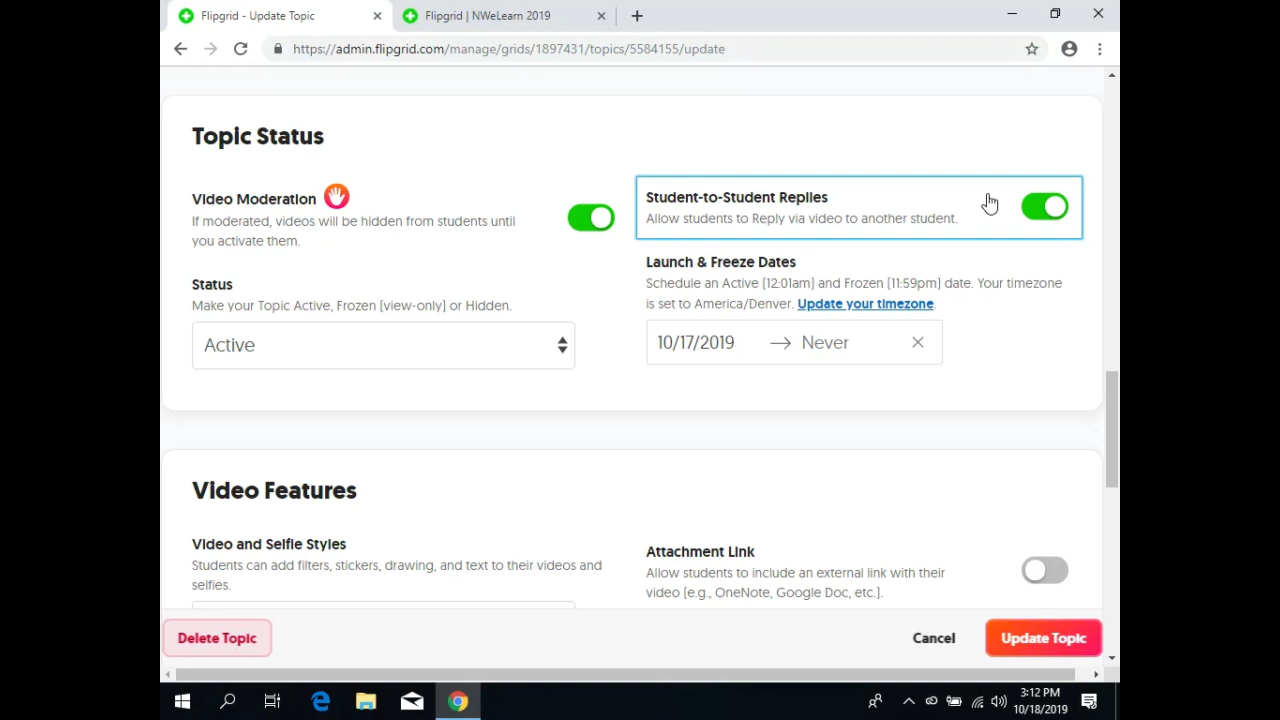 Flipgrid - Update Topic
Flipgrid | NWeLearn 2019
https://admin.flipgrid.com/manage/grids/1897431/topics/5584155/update
Topic Status
Video Moderation
If moderated, videos will be hidden from students until
you activate them.
Student-to-Student Replies
Allow students to Reply via video to another student.
Status
Make your Topic Active, Frozen [view-only] or Hidden.
Active
Launch & Freeze Dates
Schedule an Active [12:01am] and Frozen [11:59pm] date. Your timezone
is set to America/Denver. Update your timezone.
10/17/2019 → Never
Video Features
Video and Selfie Styles
Students can add filters, stickers, drawing, and text to their videos and
selfies.
Attachment Link
Allow students to include an external link with their
video [e.g., OneNote, Google Doc, etc.].
Delete Topic
Cancel
Update Topic
3:12 PM
10/18/2019